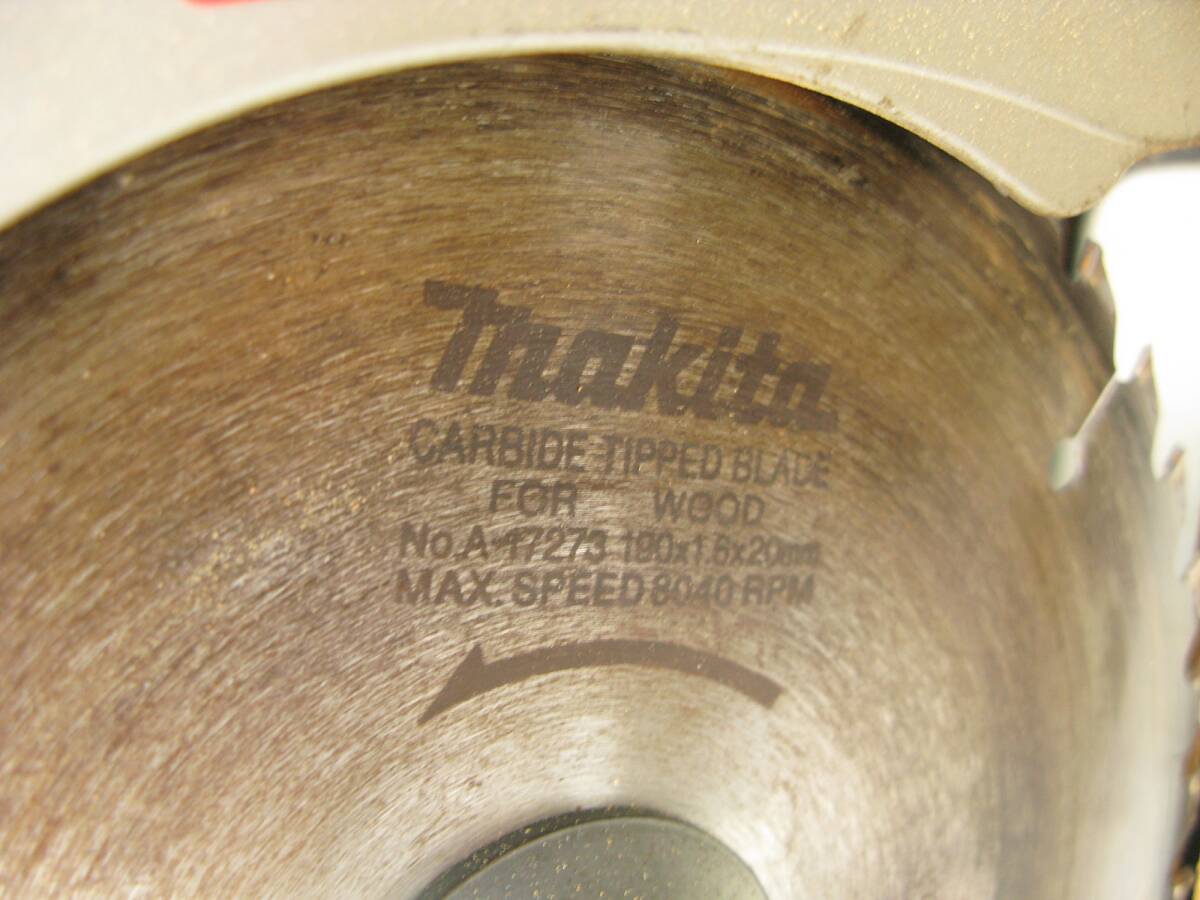 makita
CARBIDE TIPPED BLADE
FOR WOOD
No.A-17273 190x1.6x20mm
MAX. SPEED 8040 RPM